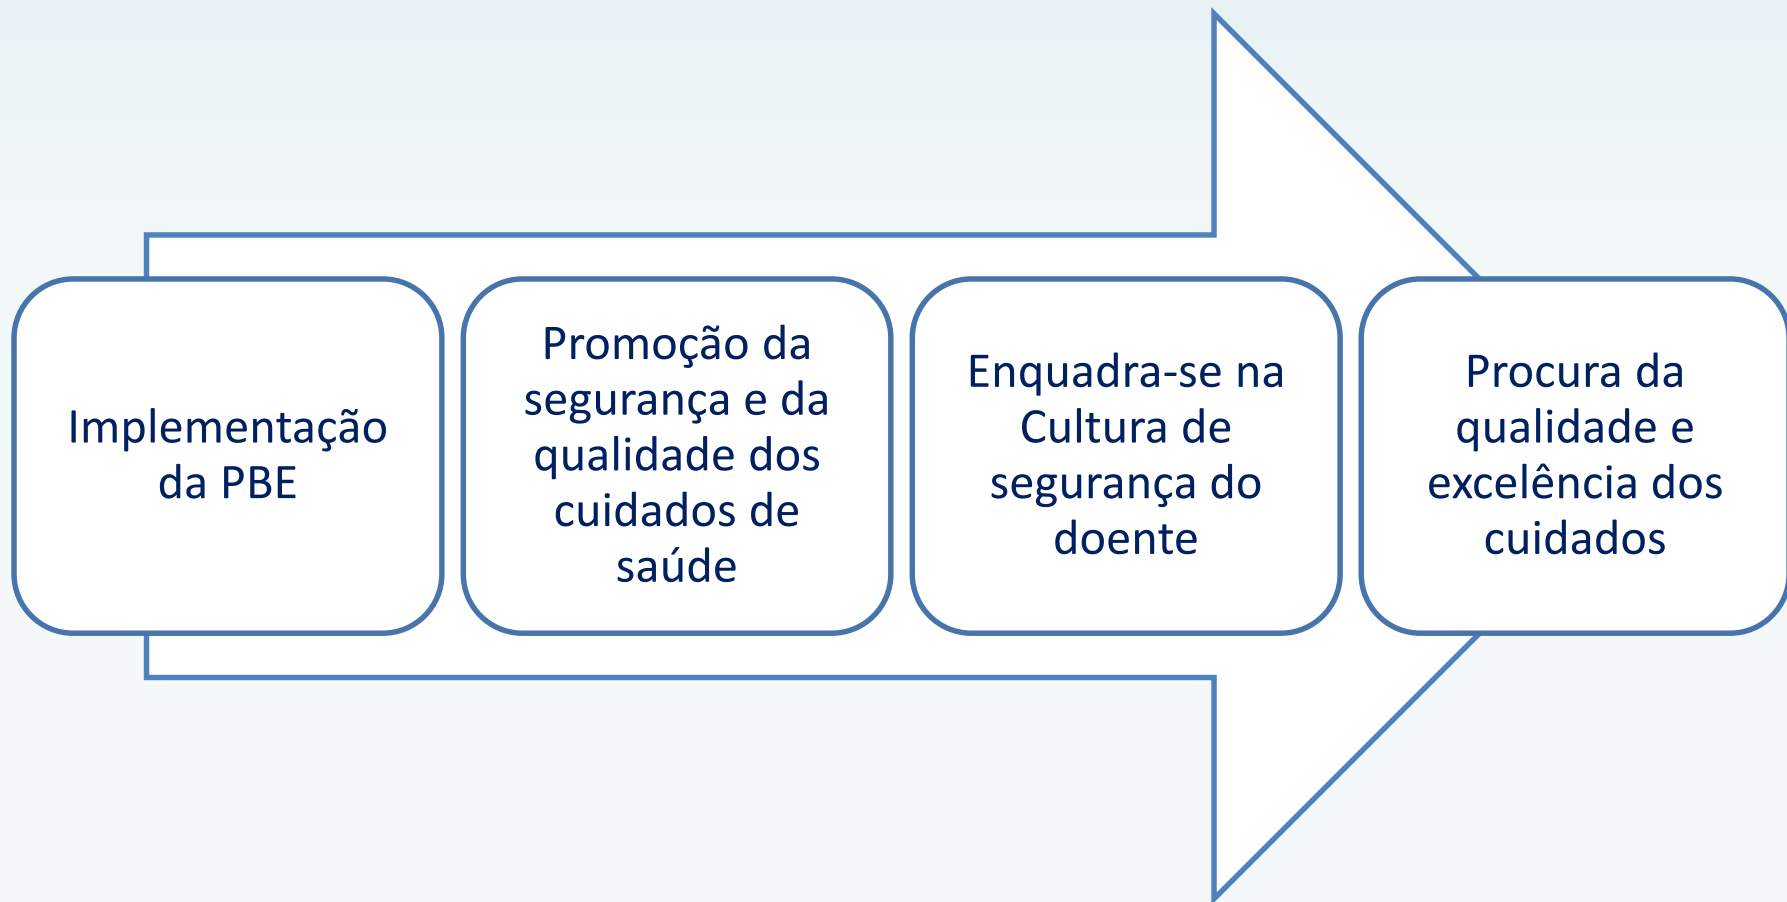 Implementação
da PBE
Promoção da
segurança e da
qualidade dos
cuidados de
saúde
Enquadra-se na
Cultura de
segurança do
doente
Procura da
qualidade e
excelência dos
cuidados